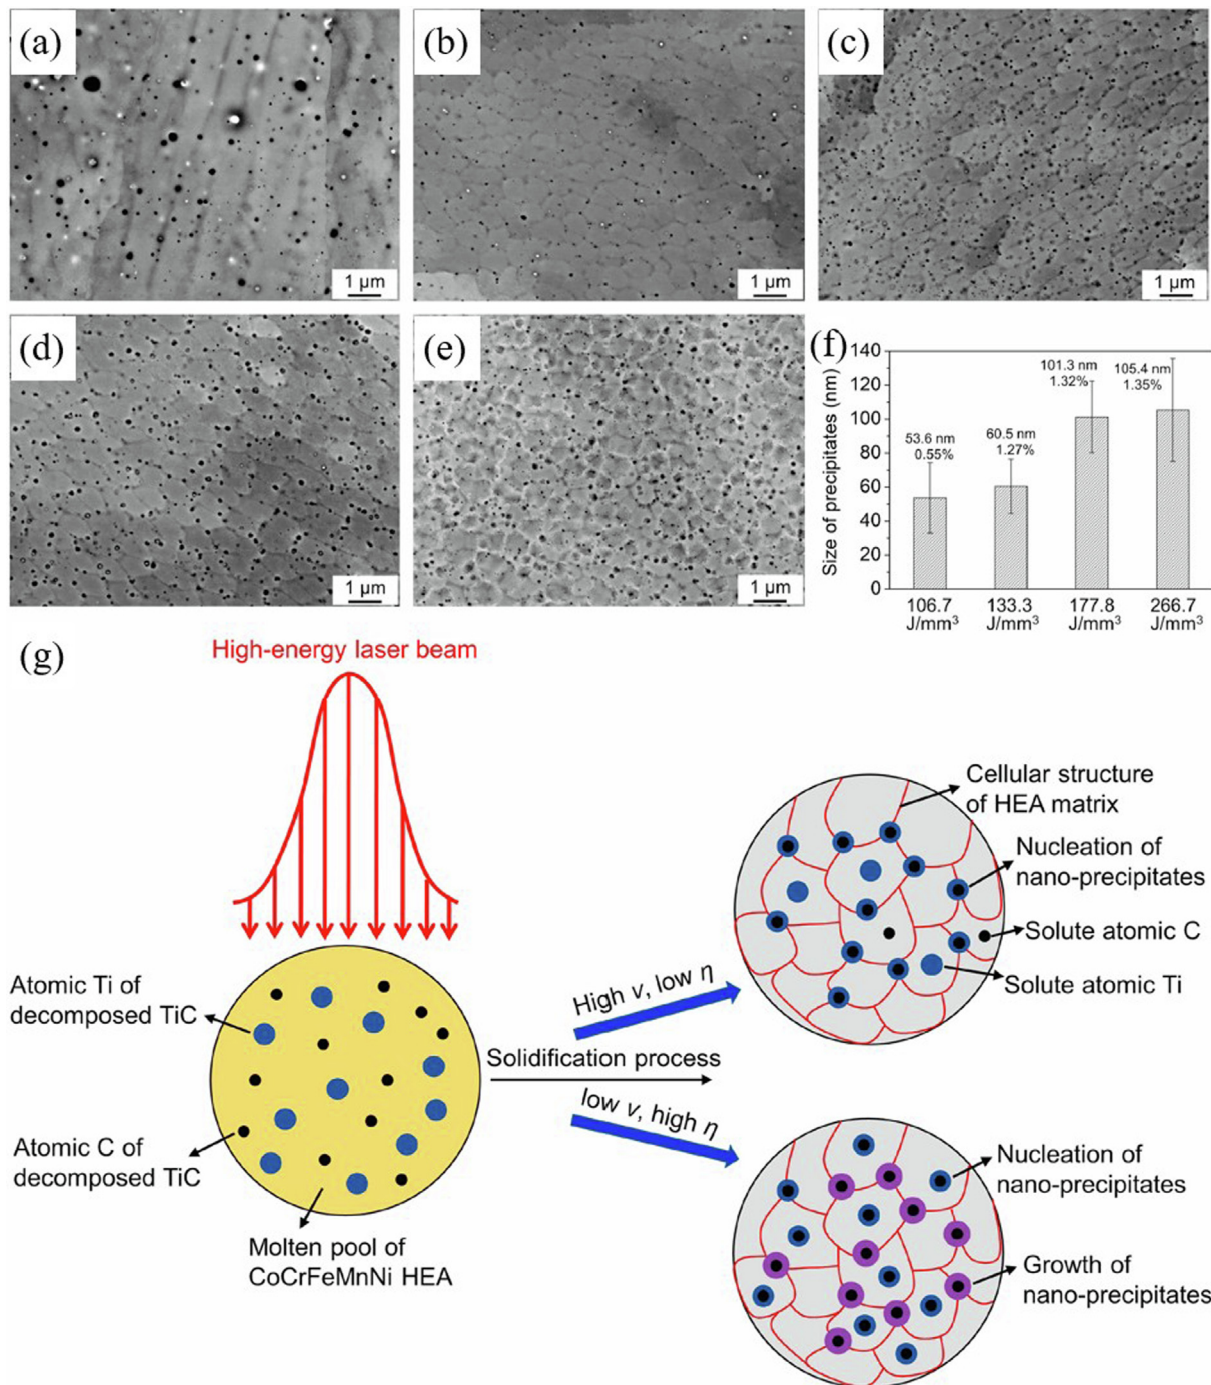 (a)
1 μm
(b)
1 μm
(c)
1 μm
(d)
1 μm
(e)
1 μm
(f)
Size of precipitates (nm)
140
120
100
80
60
40
20
0
53.6 nm
0.55%
60.5 nm
1.27%
101.3 nm
1.32%
105.4 nm
1.35%
106.7
J/mm³
133.3
J/mm³
177.8
J/mm³
266.7
J/mm³
(g)
High-energy laser beam
Atomic Ti of
decomposed TiC
Atomic C of
decomposed TiC
Molten pool of
CoCrFeMnNi HEA
High v, low η
Solidification process
low v, high η
Cellular structure
of HEA matrix
Nucleation of
nano-precipitates
Solute atomic C
Solute atomic Ti
Nucleation of
nano-precipitates
Growth of
nano-precipitates